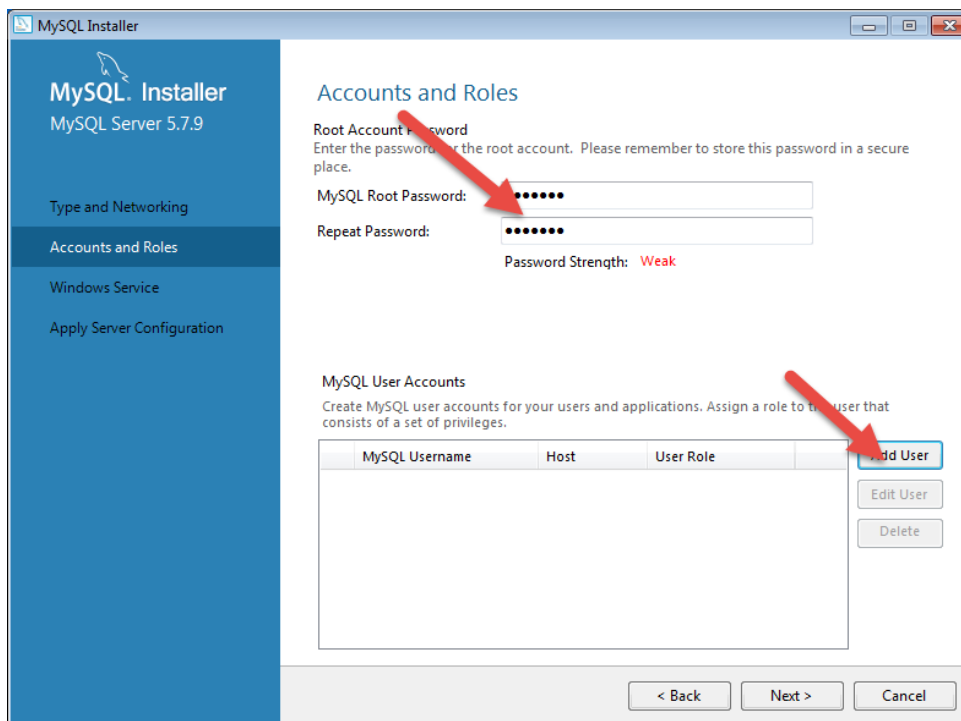 MySQL Installer
MySQL. Installer
MySQL Server 5.7.9
Type and Networking
Accounts and Roles
Windows Service
Apply Server Configuration
Accounts and Roles
Root Account Password
Enter the password for the root account. Please remember to store this password in a secure
place.
MySQL Root Password:
Repeat Password:
Password Strength: Weak
MySQL User Accounts
Create MySQL user accounts for your users and applications. Assign a role to the user that
consists of a set of privileges.
MySQL Username Host User Role
Add User
Edit User
Delete
< Back Next > Cancel